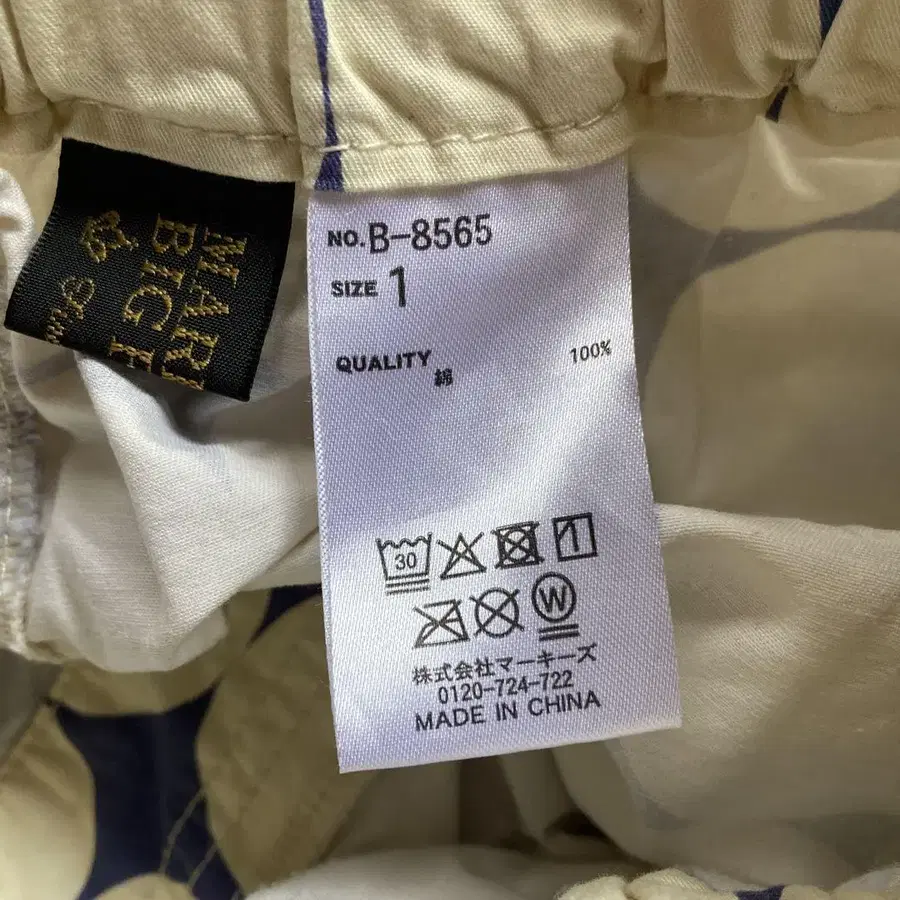 NO. B-8565
SIZE 1
QUALITY
綿 100%
30
W
株式会社マーキーズ
0120-724-722
MADE IN CHINA
BIG